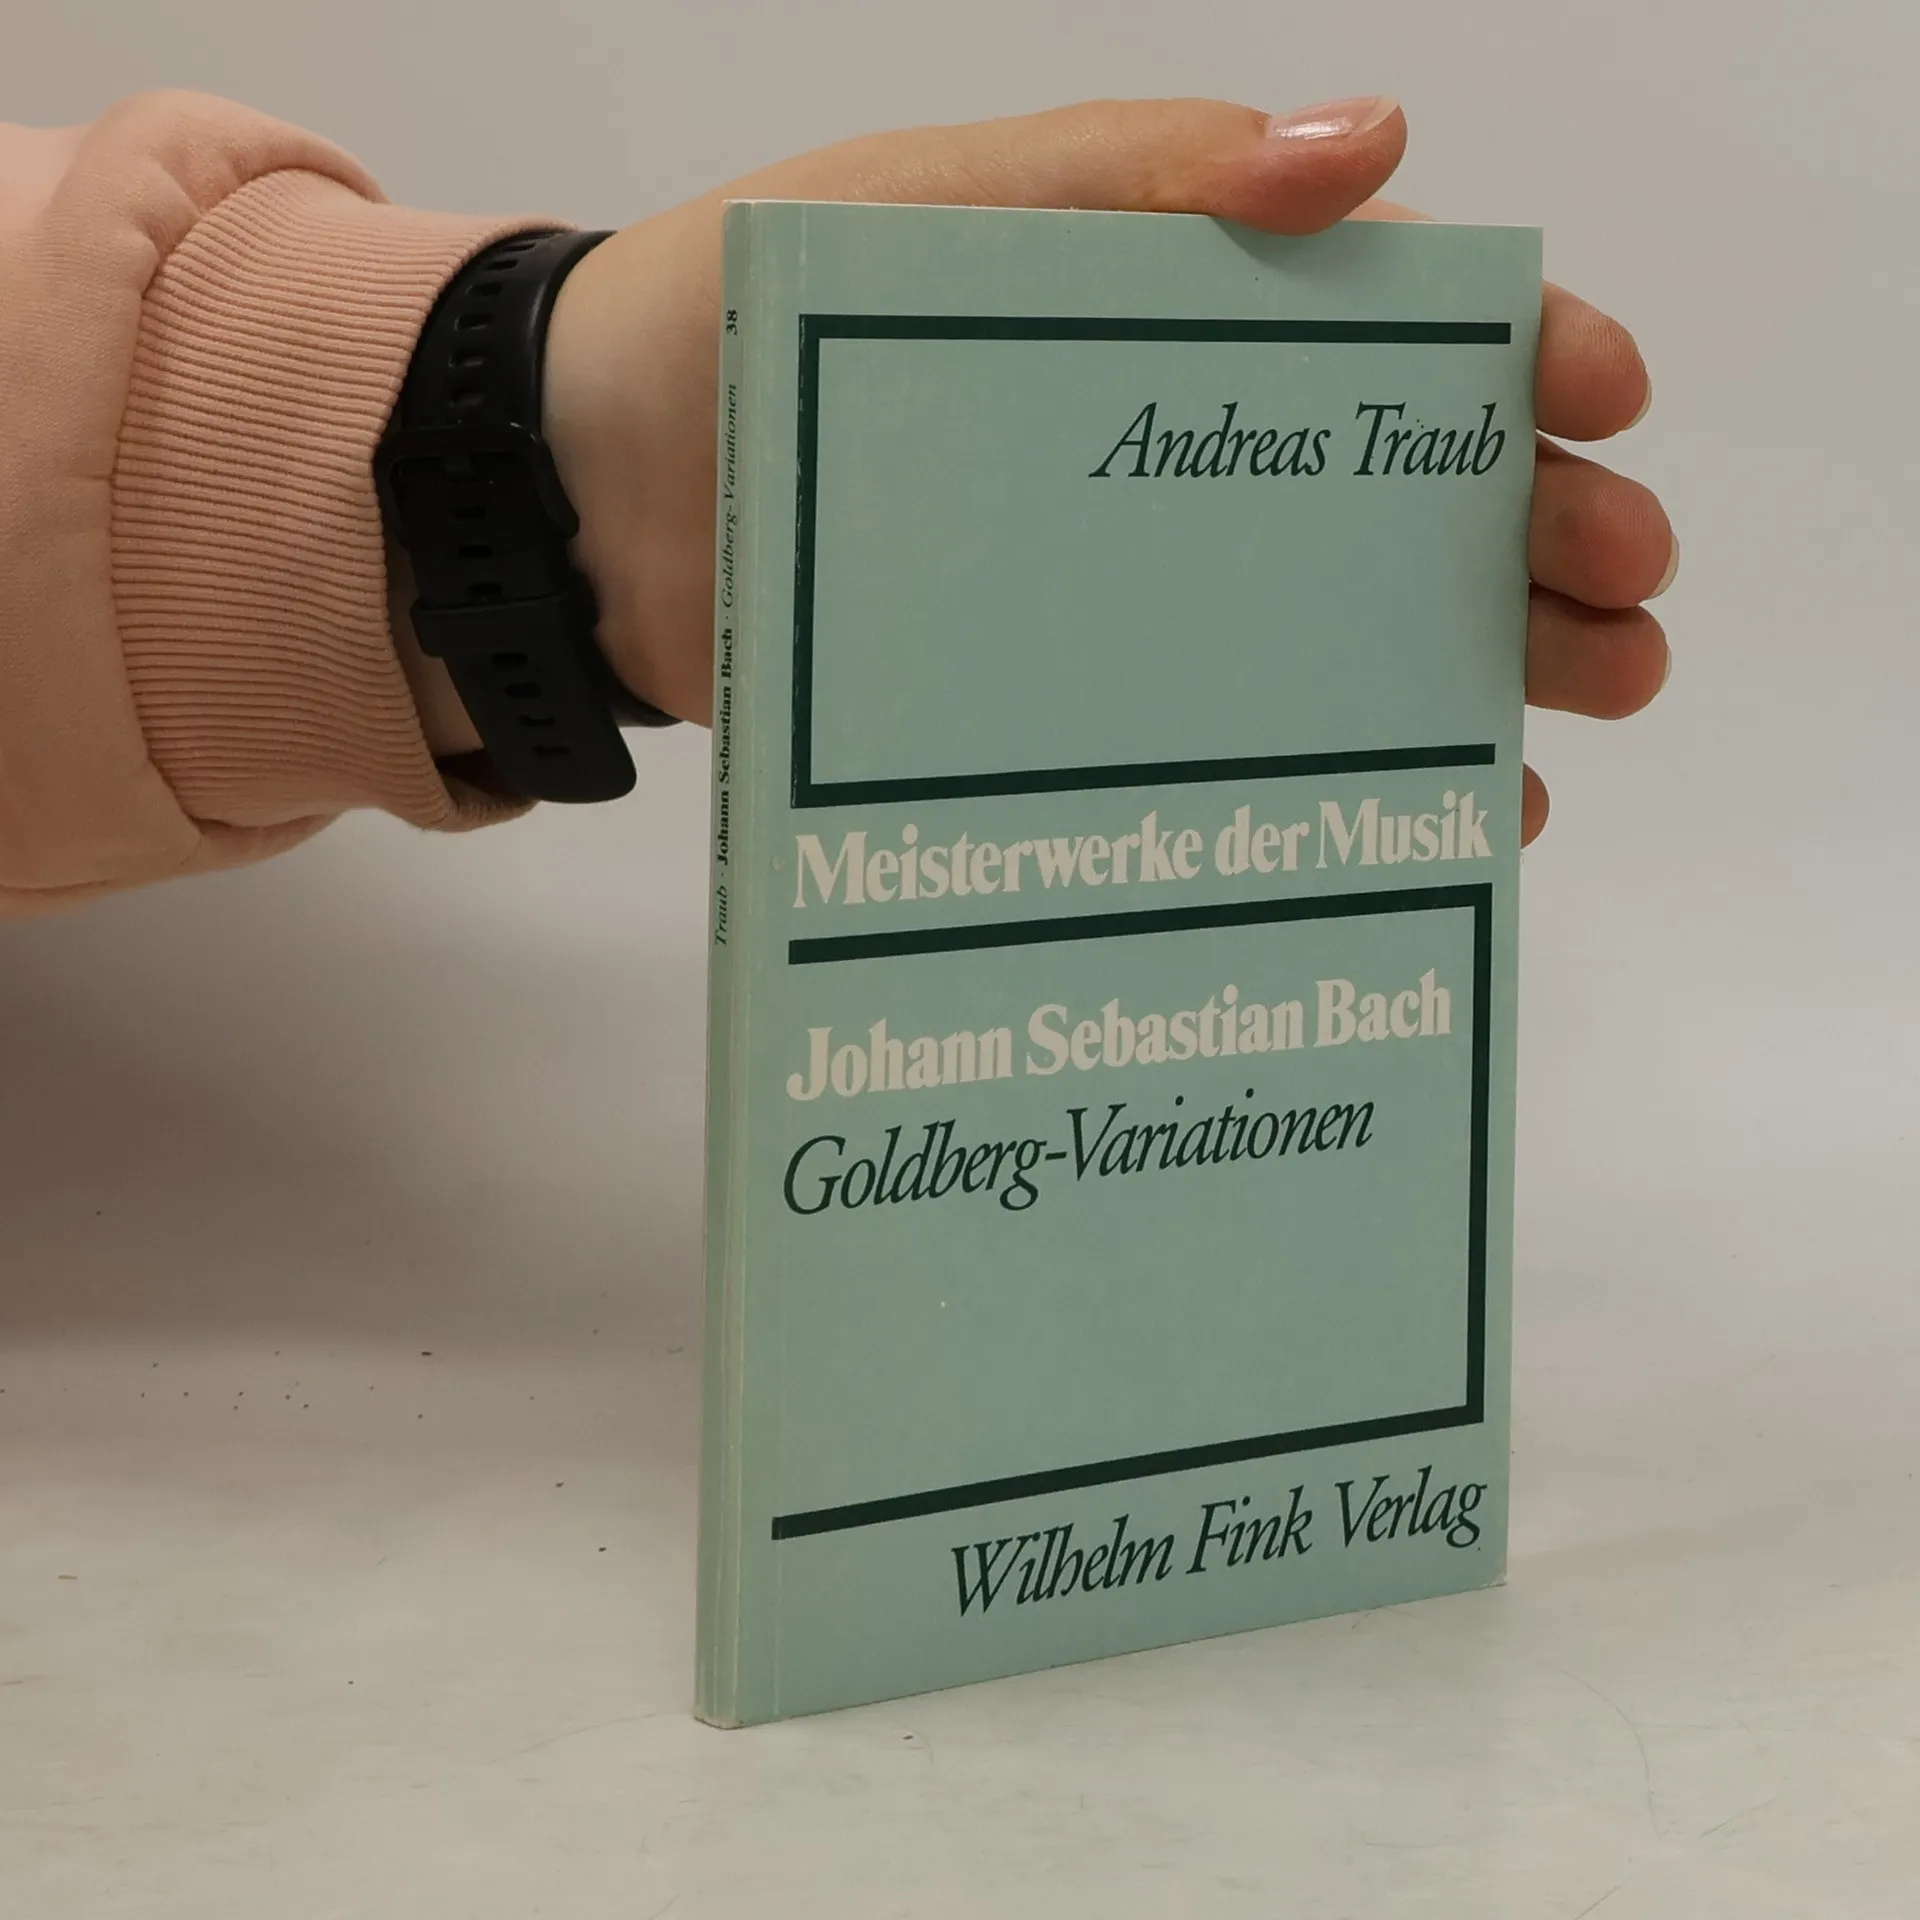 Andreas Traub
Meisterwerke der Musik
Johann Sebastian Bach
Goldberg-Variationen
Wilhelm Fink Verlag
Traub · Johann Sebastian Bach · Goldberg-Variationen 38